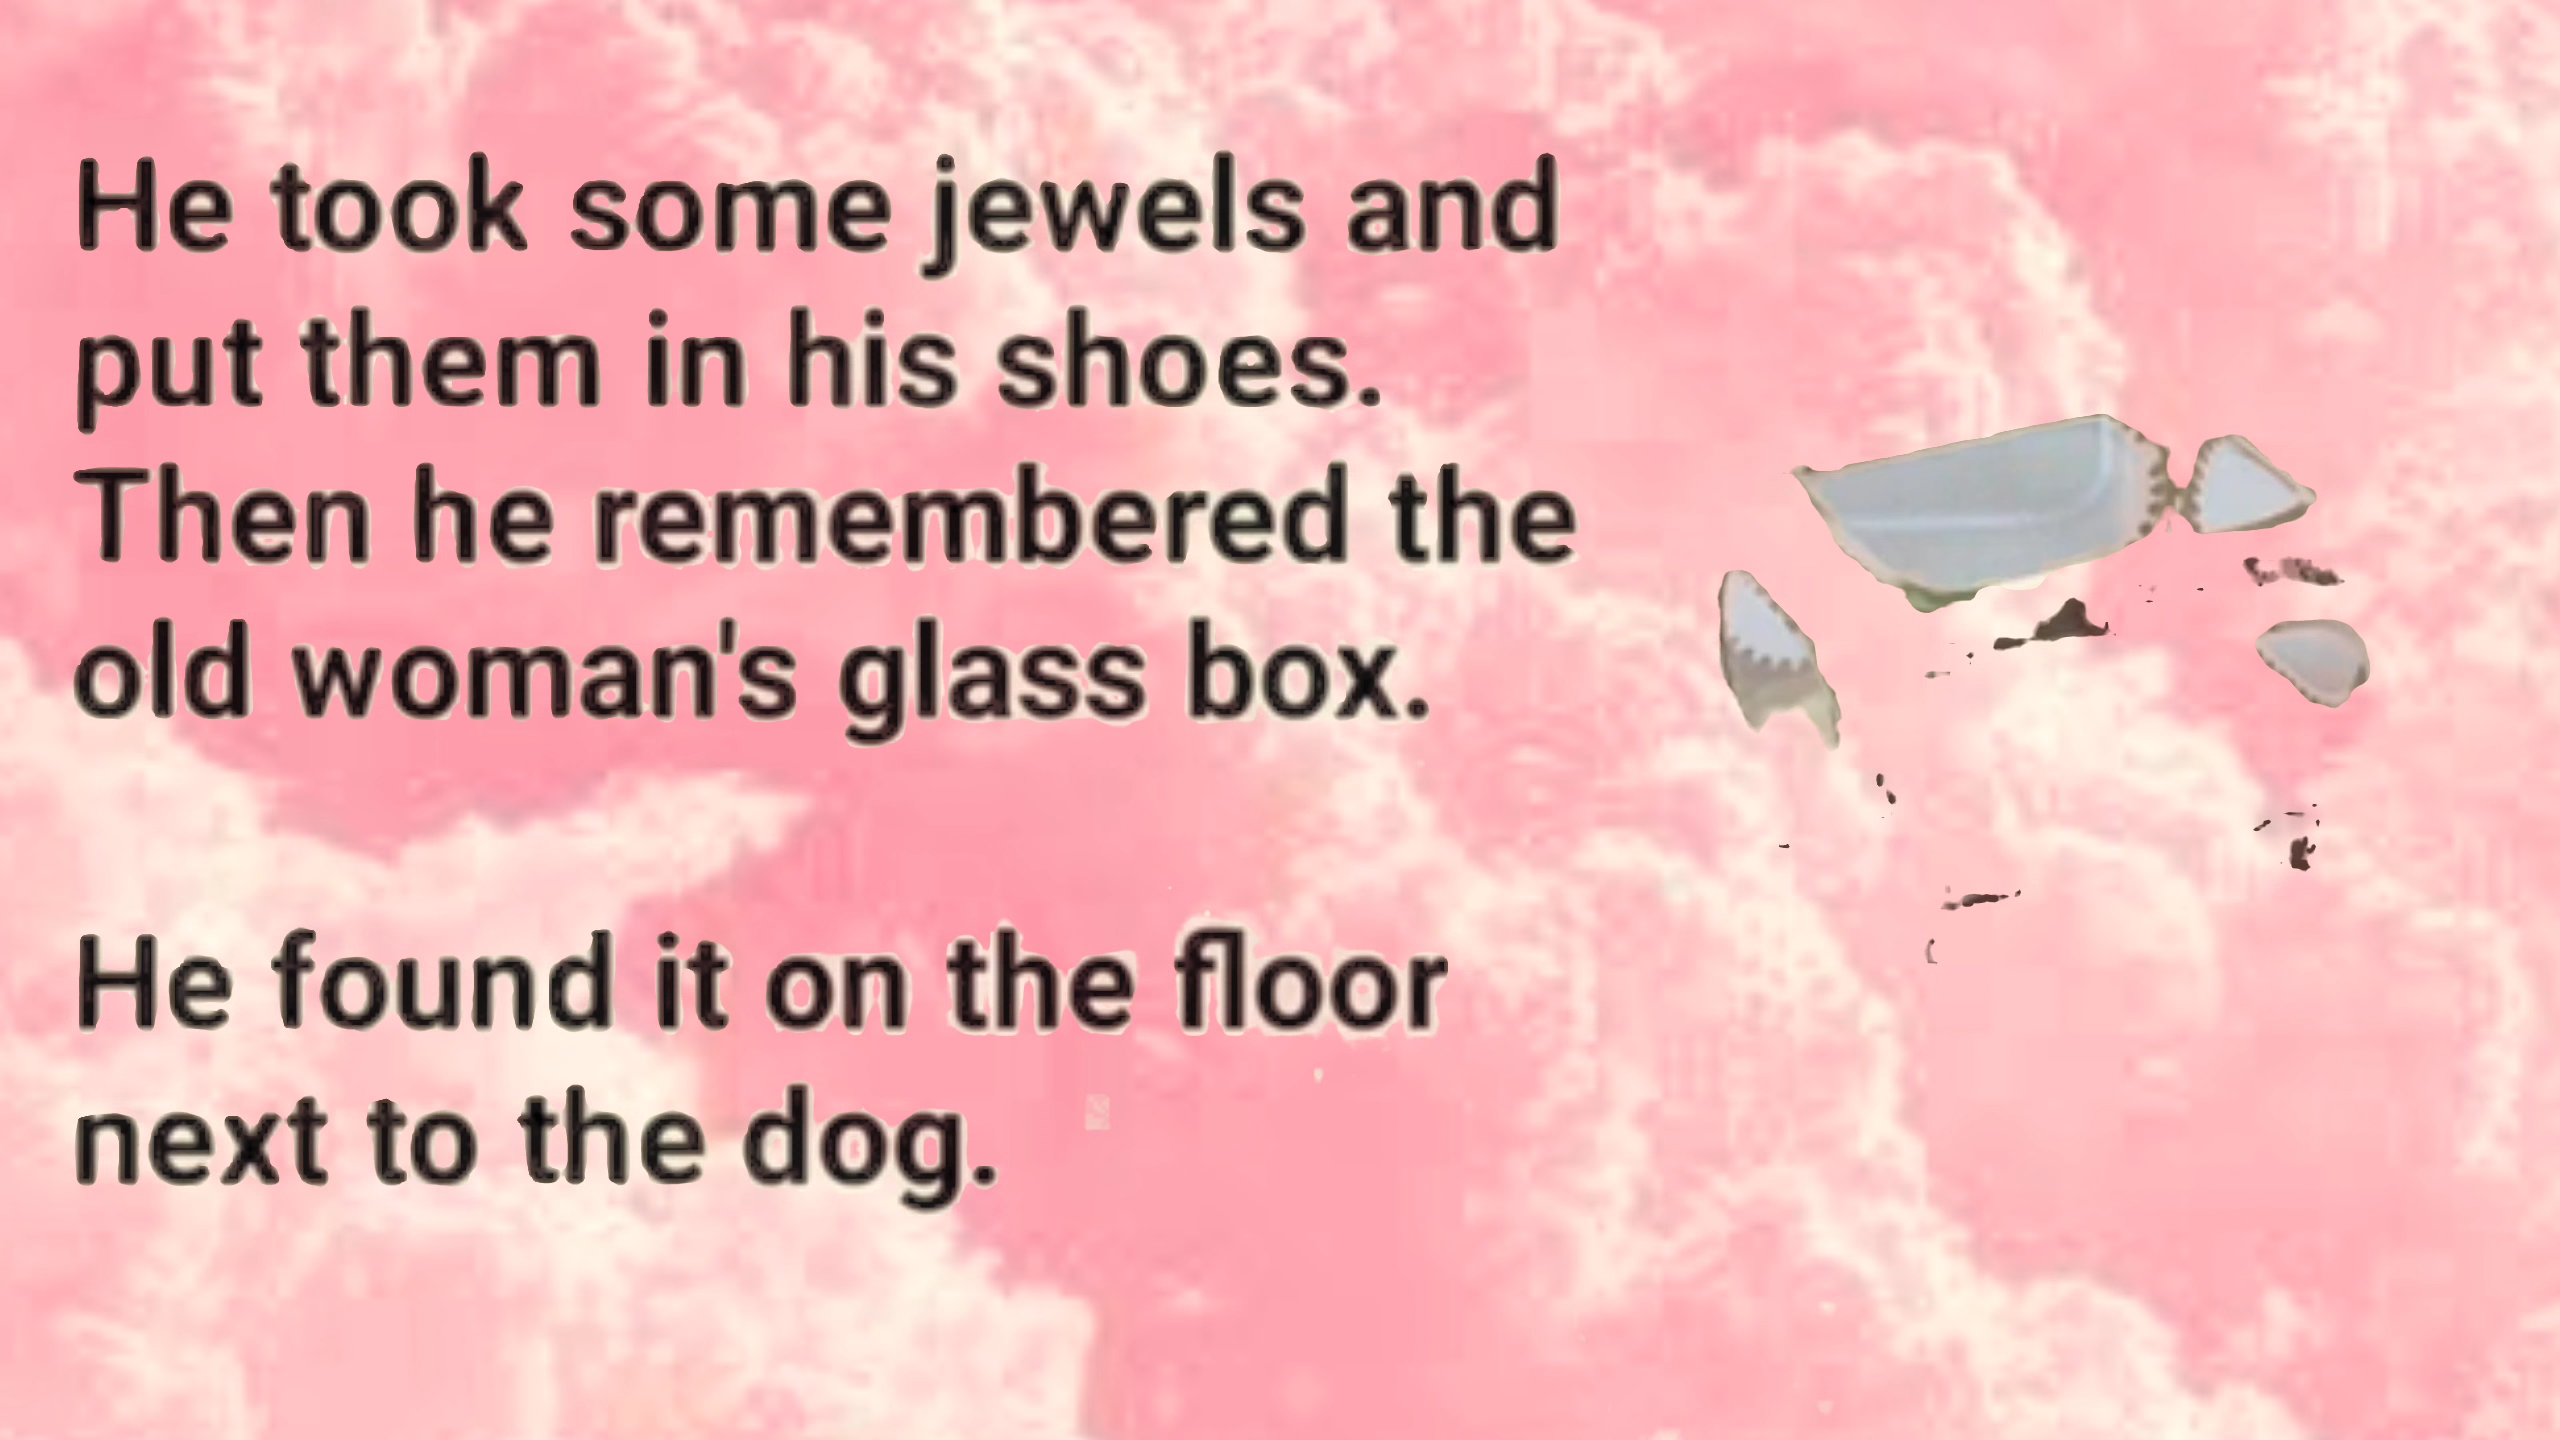 He took some jewels and
put them in his shoes.
Then he remembered the
old woman's glass box.
He found it on the floor
next to the dog.